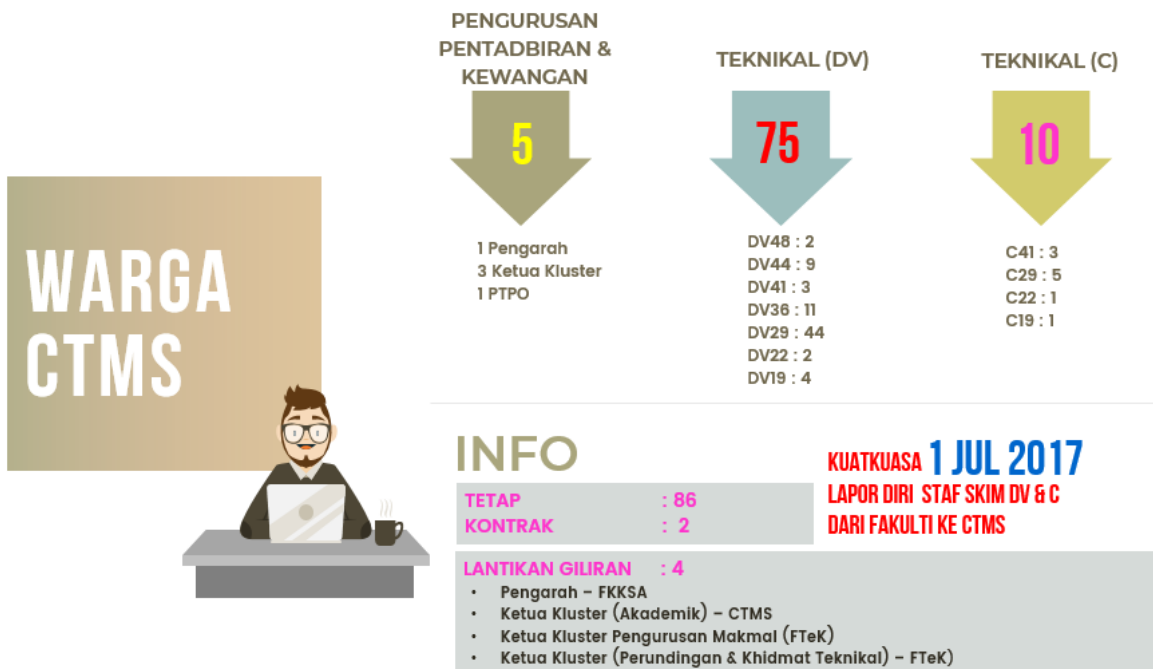 WARGA
CTMS
PENGURUSAN
PENTADBIRAN &
KEWANGAN
5
1 Pengarah
3 Ketua Kluster
1 PTPO
TEKNIKAL (DV)
75
DV48 : 2
DV44 : 9
DV41 : 3
DV36 : 11
DV29 : 44
DV22 : 2
DV19 : 4
TEKNIKAL (C)
10
C41 : 3
C29 : 5
C22 : 1
C19 : 1
INFO
TETAP : 86
KONTRAK : 2
KUATKUASA 1 JUL 2017
LAPOR DIRI STAF SKIM DV & C
DARI FAKULTI KE CTMS
LANTIKAN GILIRAN : 4
• Pengarah – FKKSA
• Ketua Kluster (Akademik) – CTMS
• Ketua Kluster Pengurusan Makmal (FTeK)
• Ketua Kluster (Perundingan & Khidmat Teknikal) – FTeK)